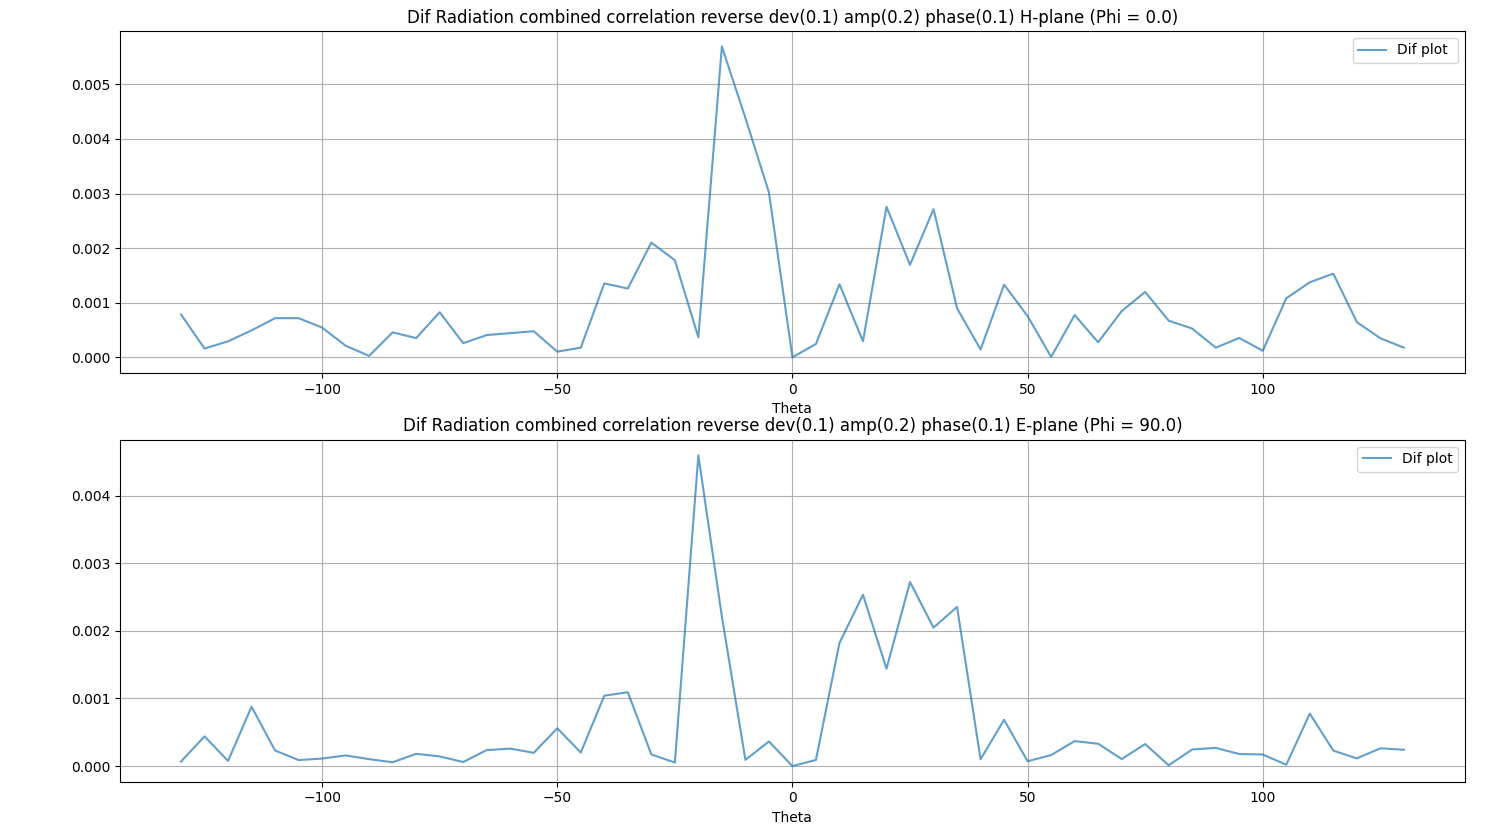 Dif Radiation combined correlation reverse dev(0.1) amp(0.2) phase(0.1) H-plane (Phi = 0.0)
Dif plot
0.005
0.004
0.003
0.002
0.001
0.000
−100 −50 0 50 100
Theta
Dif Radiation combined correlation reverse dev(0.1) amp(0.2) phase(0.1) E-plane (Phi = 90.0)
Dif plot
0.004
0.003
0.002
0.001
0.000
−100 −50 0 50 100
Theta